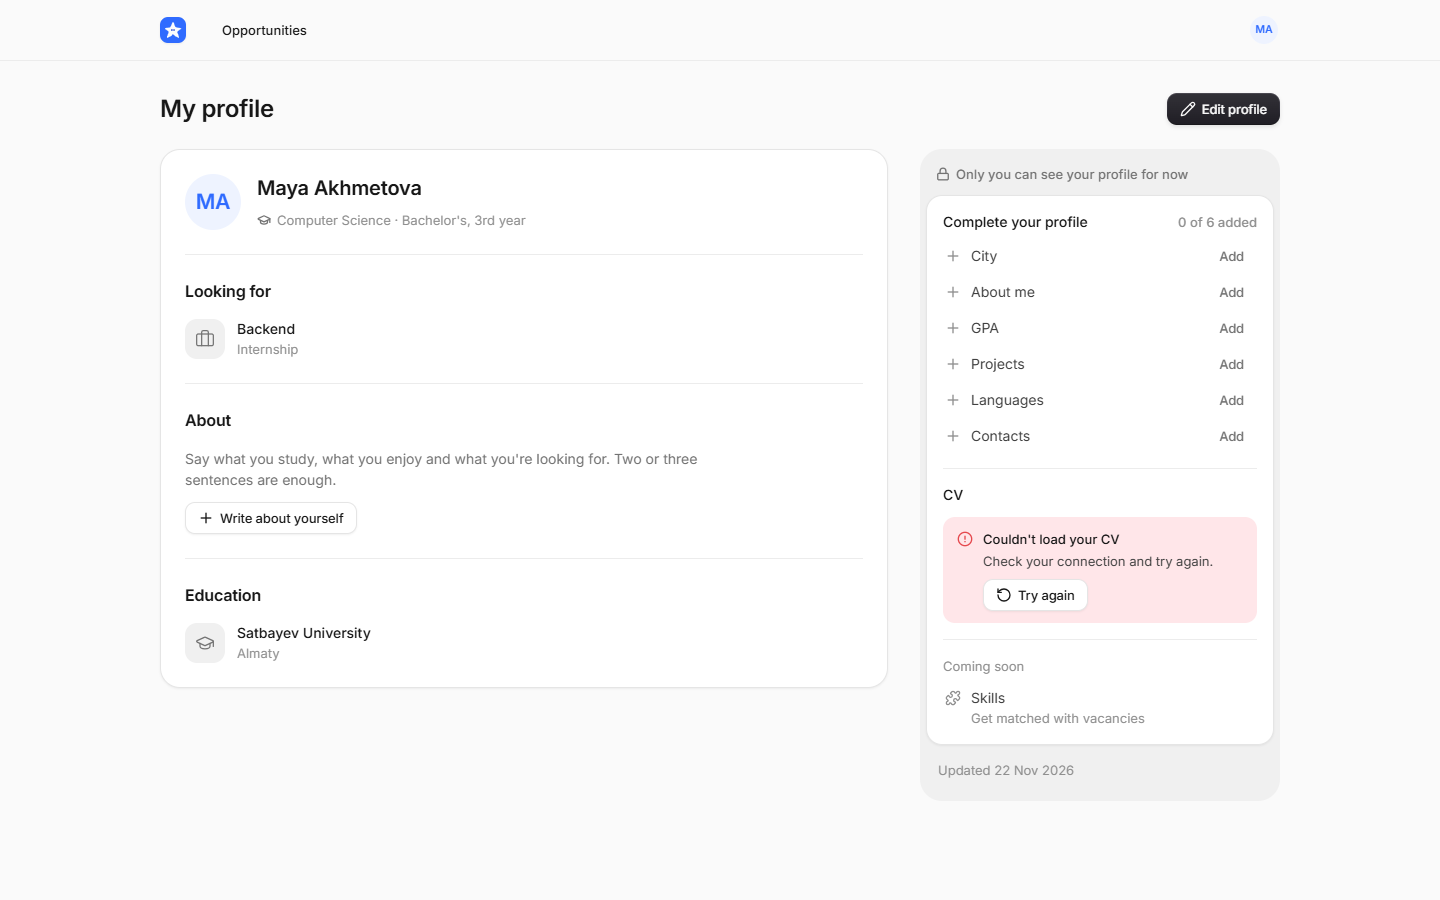 Opportunities
MA
My profile
Edit profile
MA
Maya Akhmetova
Computer Science · Bachelor's, 3rd year
Looking for
Backend
Internship
About
Say what you study, what you enjoy and what you're looking for. Two or three
sentences are enough.
Write about yourself
Education
Satbayev University
Almaty
Only you can see your profile for now
Complete your profile
0 of 6 added
City
Add
About me
Add
GPA
Add
Projects
Add
Languages
Add
Contacts
Add
CV
Couldn't load your CV
Check your connection and try again.
Try again
Coming soon
Skills
Get matched with vacancies
Updated 22 Nov 2026